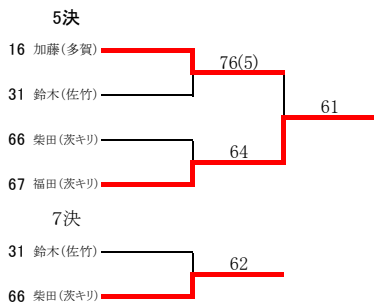 5決
16 加藤(多賀)
76(5)
31 鈴木(佐竹)
61
66 柴田(茨キリ)
64
67 福田(茨キリ)
7決
31 鈴木(佐竹)
62
66 柴田(茨キリ)